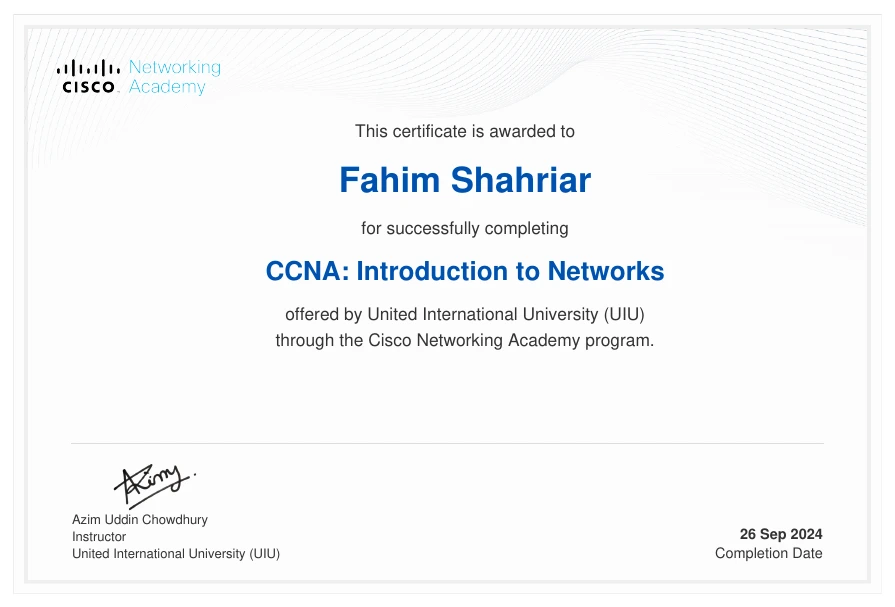 Networking
CISCO Academy
This certificate is awarded to
Fahim Shahriar
for successfully completing
CCNA: Introduction to Networks
offered by United International University (UIU)
through the Cisco Networking Academy program.
Azim
Azim Uddin Chowdhury
Instructor
United International University (UIU)
26 Sep 2024
Completion Date